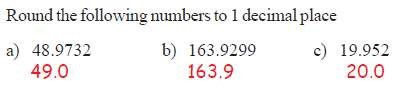 Round the following numbers to 1 decimal place
a) 48.9732 b) 163.9299 c) 19.952
49.0 163.9 20.0